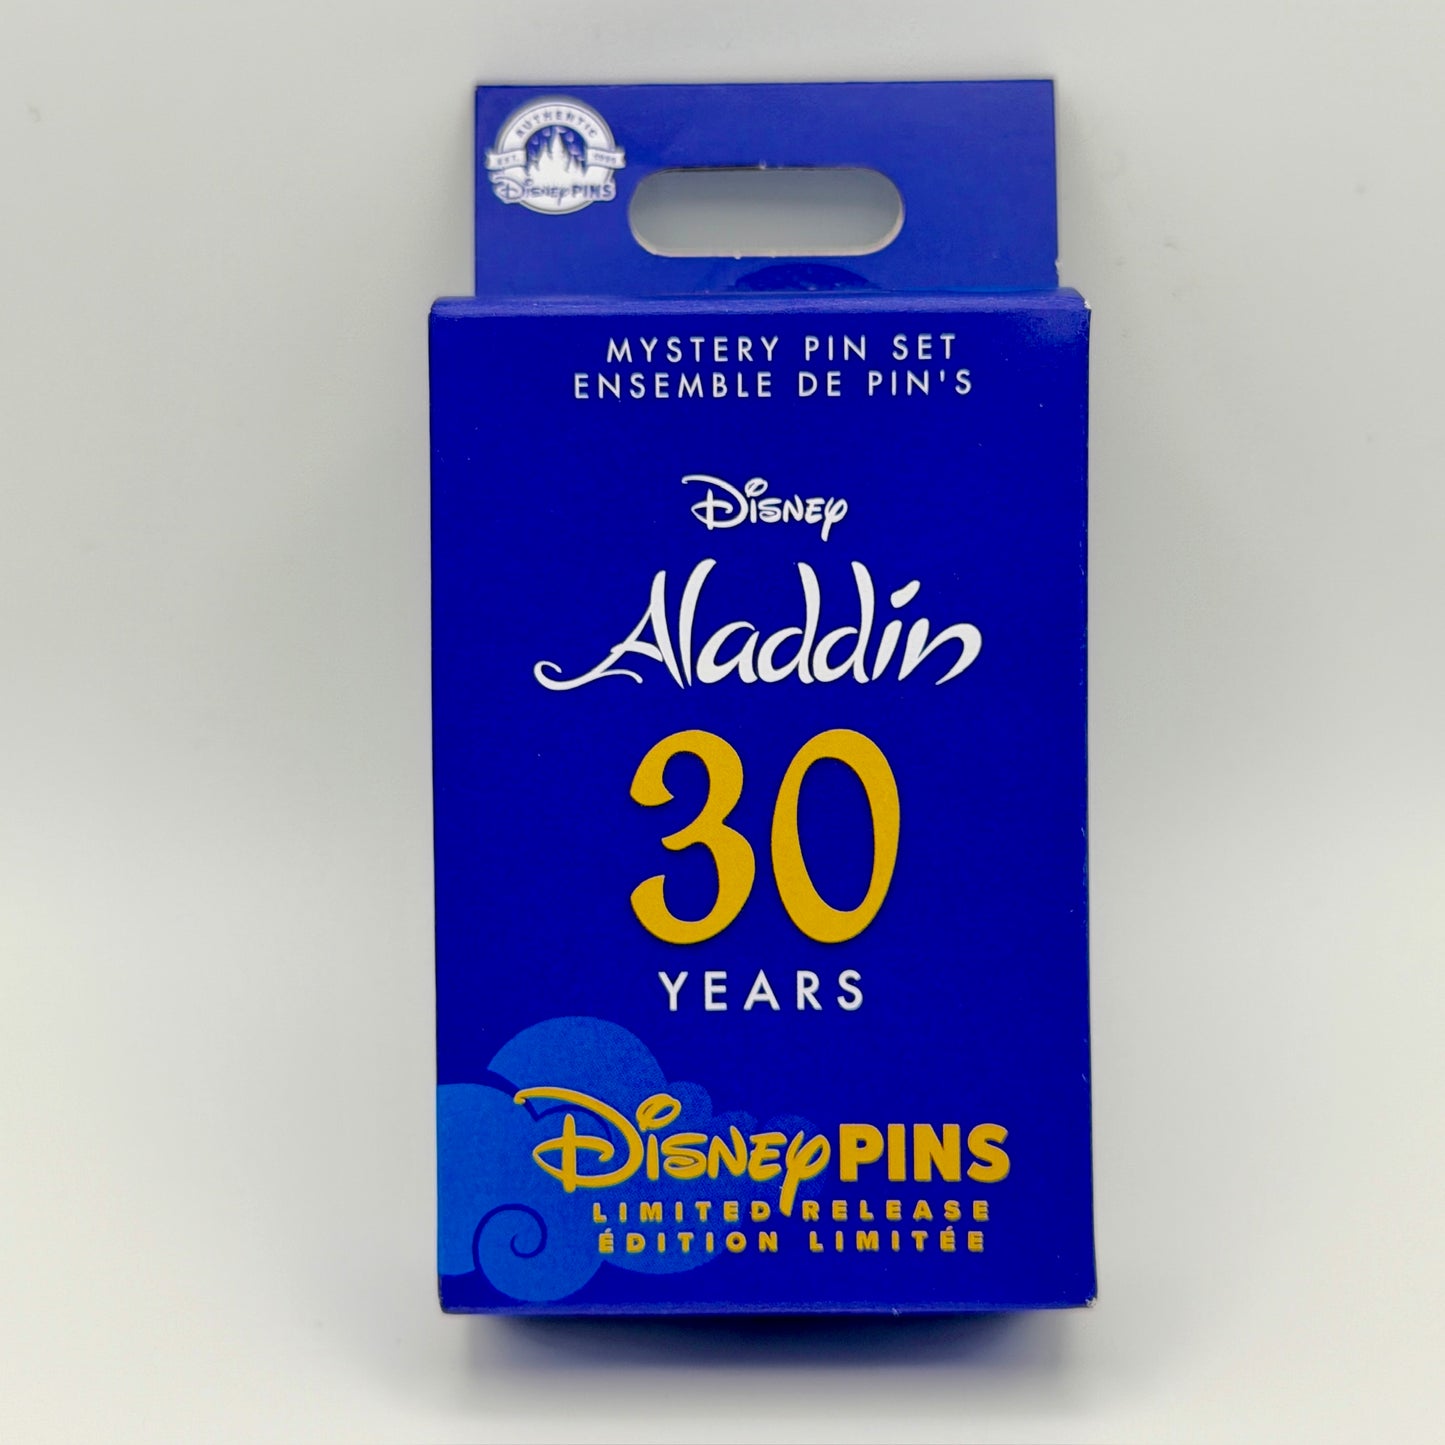 AUTHENTIC
EST. 1999
Disney PINS
MYSTERY PIN SET
ENSEMBLE DE PIN'S
Disney
Aladdin
30
YEARS
Disney PINS
LIMITED RELEASE
ÉDITION LIMITÉE